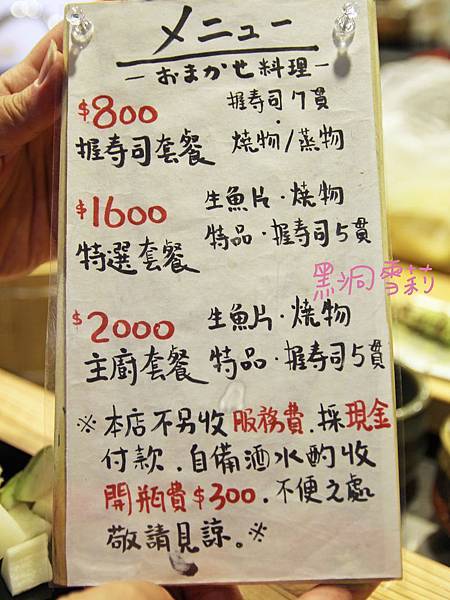 メニュー
－おまかせ料理－
$800 握寿司7貫
握寿司套餐 燒物/蒸物
$1600 生魚片·燒物
特選套餐 特品·握寿司5貫
黑洞雪莉
$2000 生魚片·燒物
主廚套餐 特品·握寿司5貫
※本店不另收服務費.採現金
付款.自備酒水酌收
開瓶費$300.不便之處
敬請見諒。※